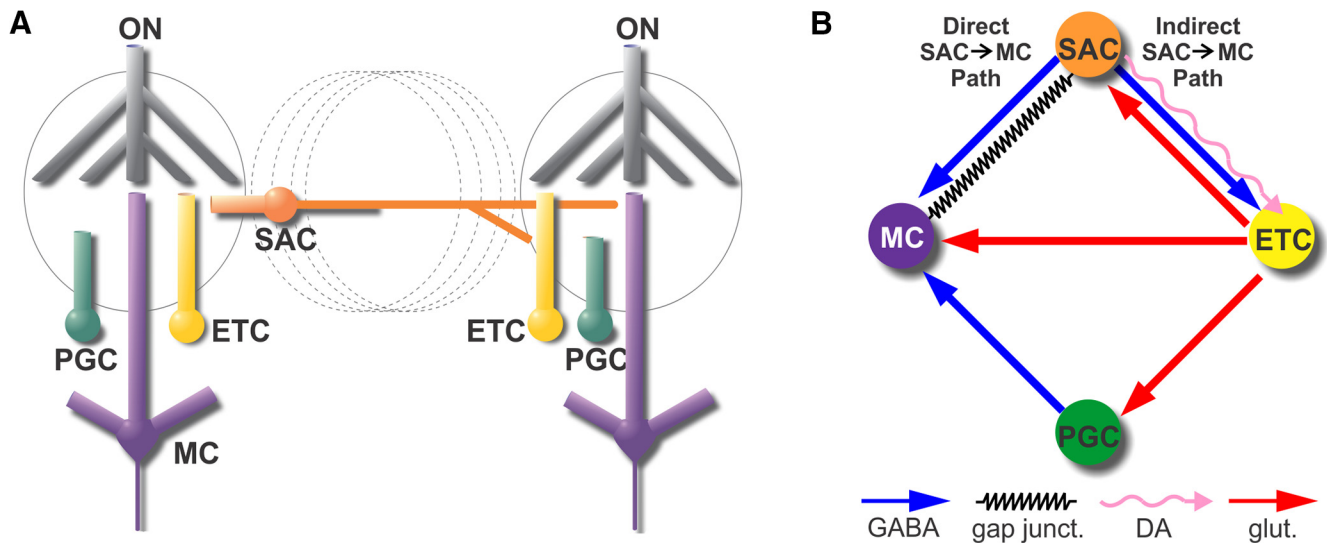 A
ON
ON
SAC
PGC
ETC
ETC
PGC
MC
B
Direct
SAC→MC
Path
SAC
Indirect
SAC→MC
Path
MC
ETC
PGC
GABA
gap junct.
DA
glut.